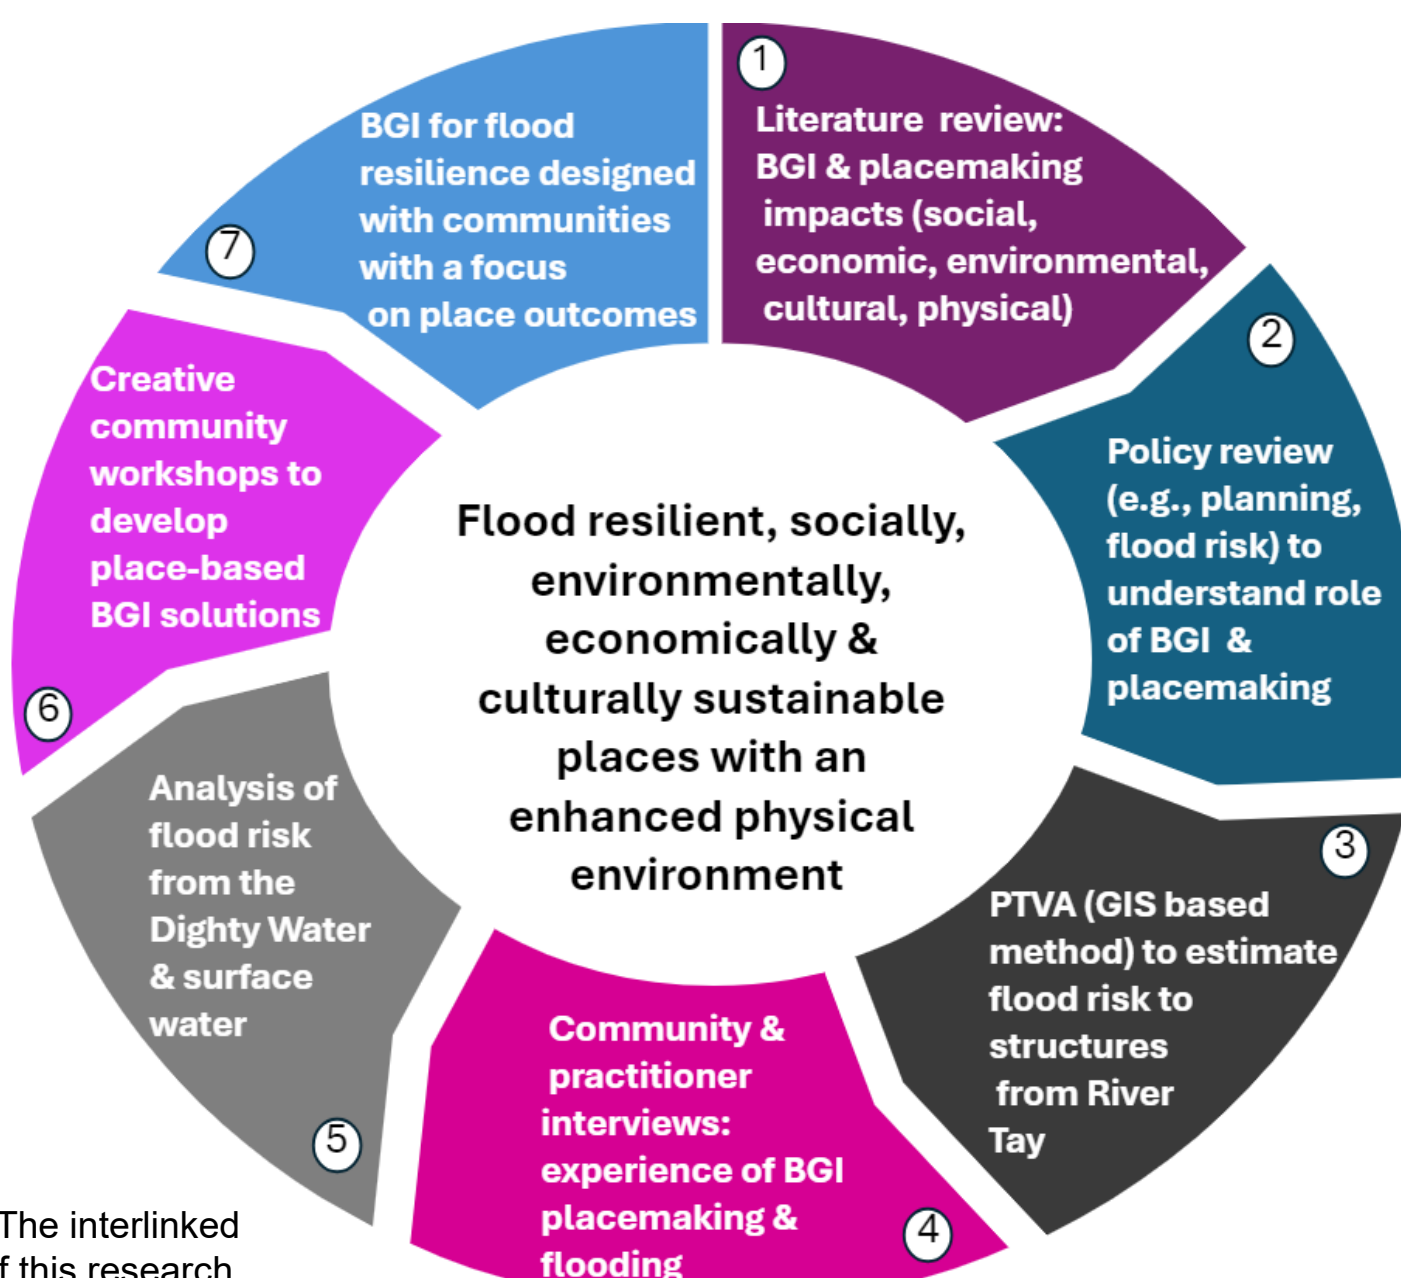 1
Literature review:
BGI & placemaking
impacts (social,
economic, environmental,
cultural, physical)
2
Policy review
(e.g., planning,
flood risk) to
understand role
of BGI &
placemaking
3
PTVA (GIS based
method) to estimate
flood risk to
structures
from River
Tay
4
Community &
practitioner
interviews:
experience of BGI
placemaking &
flooding
5
Analysis of
flood risk
from the
Dighty Water
& surface
water
6
Creative
community
workshops to
develop
place-based
BGI solutions
7
BGI for flood
resilience designed
with communities
with a focus
on place outcomes
Flood resilient, socially,
environmentally,
economically &
culturally sustainable
places with an
enhanced physical
environment
The interlinked
f this research